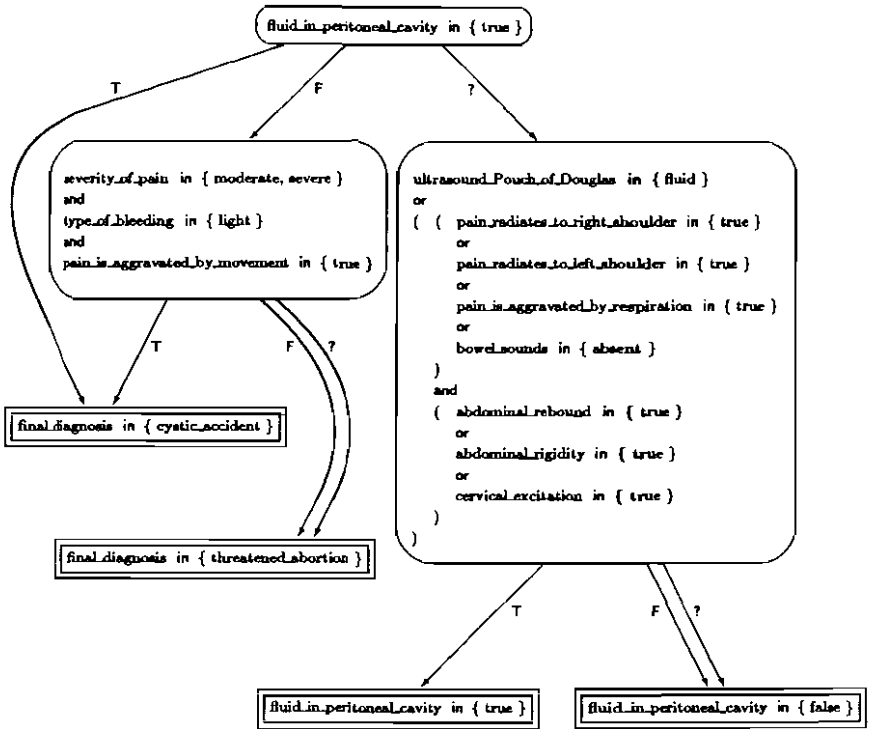 fluid_in_peritoneal_cavity in { true }
T
F
?
severity_of_pain in { moderate, severe }
and
type_of_bleeding in { light }
and
pain_is_aggravated_by_movement in { true }
ultrasound_Pouch_of_Douglas in { fluid }
or
( ( pain_radiates_to_right_shoulder in { true }
or
pain_radiates_to_left_shoulder in { true }
or
pain_is_aggravated_by_respiration in { true }
or
bowel_sounds in { absent }
)
and
( abdominal_rebound in { true }
or
abdominal_rigidity in { true }
or
cervical_excitation in { true }
)
)
T
F
?
final_diagnosis in { cystic_accident }
final_diagnosis in { threatened_abortion }
T
F
?
fluid_in_peritoneal_cavity in { true }
fluid_in_peritoneal_cavity in { false }